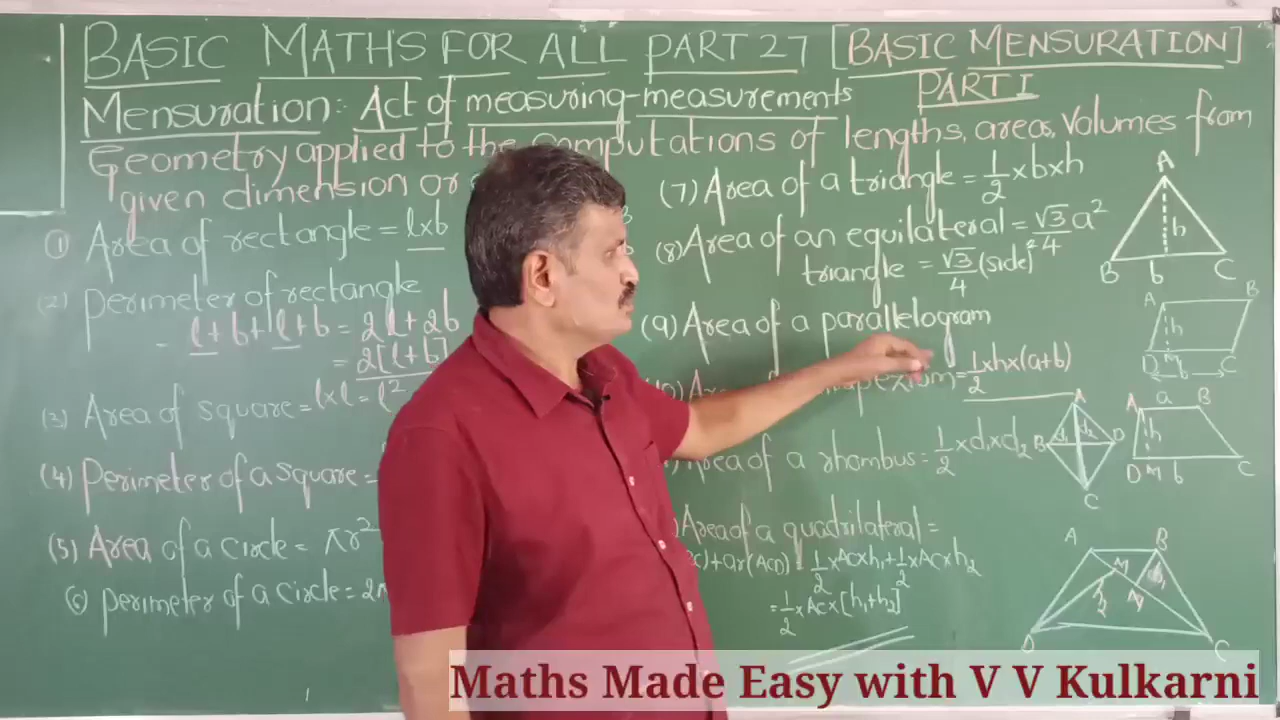 BASIC MATHS FOR ALL PART 27 [BASIC MENSURATION]
PART I
Mensuration: Act of measuring-measurements
Geometry applied to the computations of lengths, areas, volumes from
given dimension or
① Area of rectangle = l×b
(2) Perimeter of rectangle
- l+b+l+b = 2l+2b
= 2[l+b]
(3) Area of square = l×l = l²
(4) Perimeter of a square =
(5) Area of a circle = πr²
⑥ perimeter of a circle = 2π
(7) Area of a triangle = 1/2 ×b×h
(8) Area of an equilateral = √3/4 a²
triangle = √3/4 (side)²
(9) Area of a parallelogram
= 1/2 ×h×(a+b)
Area of a rhombus = 1/2 ×d₁×d₂
Area of a quadrilateral =
+ar(ACD) = 1/2 ×AC×h₁+1/2 ×AC×h₂
= 1/2 ×AC×[h₁+h₂]
A
h
B b C
A B
h
D M b C
A
B d₁ d₂ D
C
A a B
h
D M b C
A B
D C
Maths Made Easy with V V Kulkarni